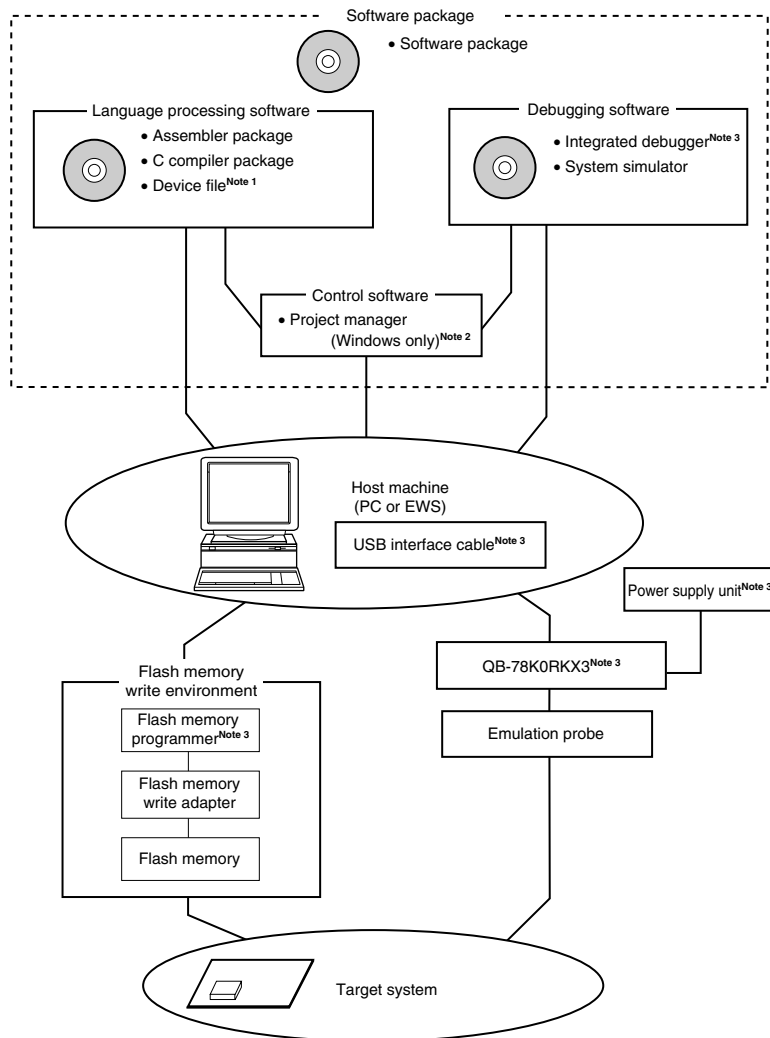 Software package
• Software package
Language processing software
• Assembler package
• C compiler package
• Device fileNote 1
Debugging software
• Integrated debuggerNote 3
• System simulator
Control software
• Project manager
(Windows only)Note 2
Host machine
(PC or EWS)
USB interface cableNote 3
Power supply unitNote 3
QB-78K0RKX3Note 3
Emulation probe
Flash memory
write environment
Flash memory
programmerNote 3
Flash memory
write adapter
Flash memory
Target system